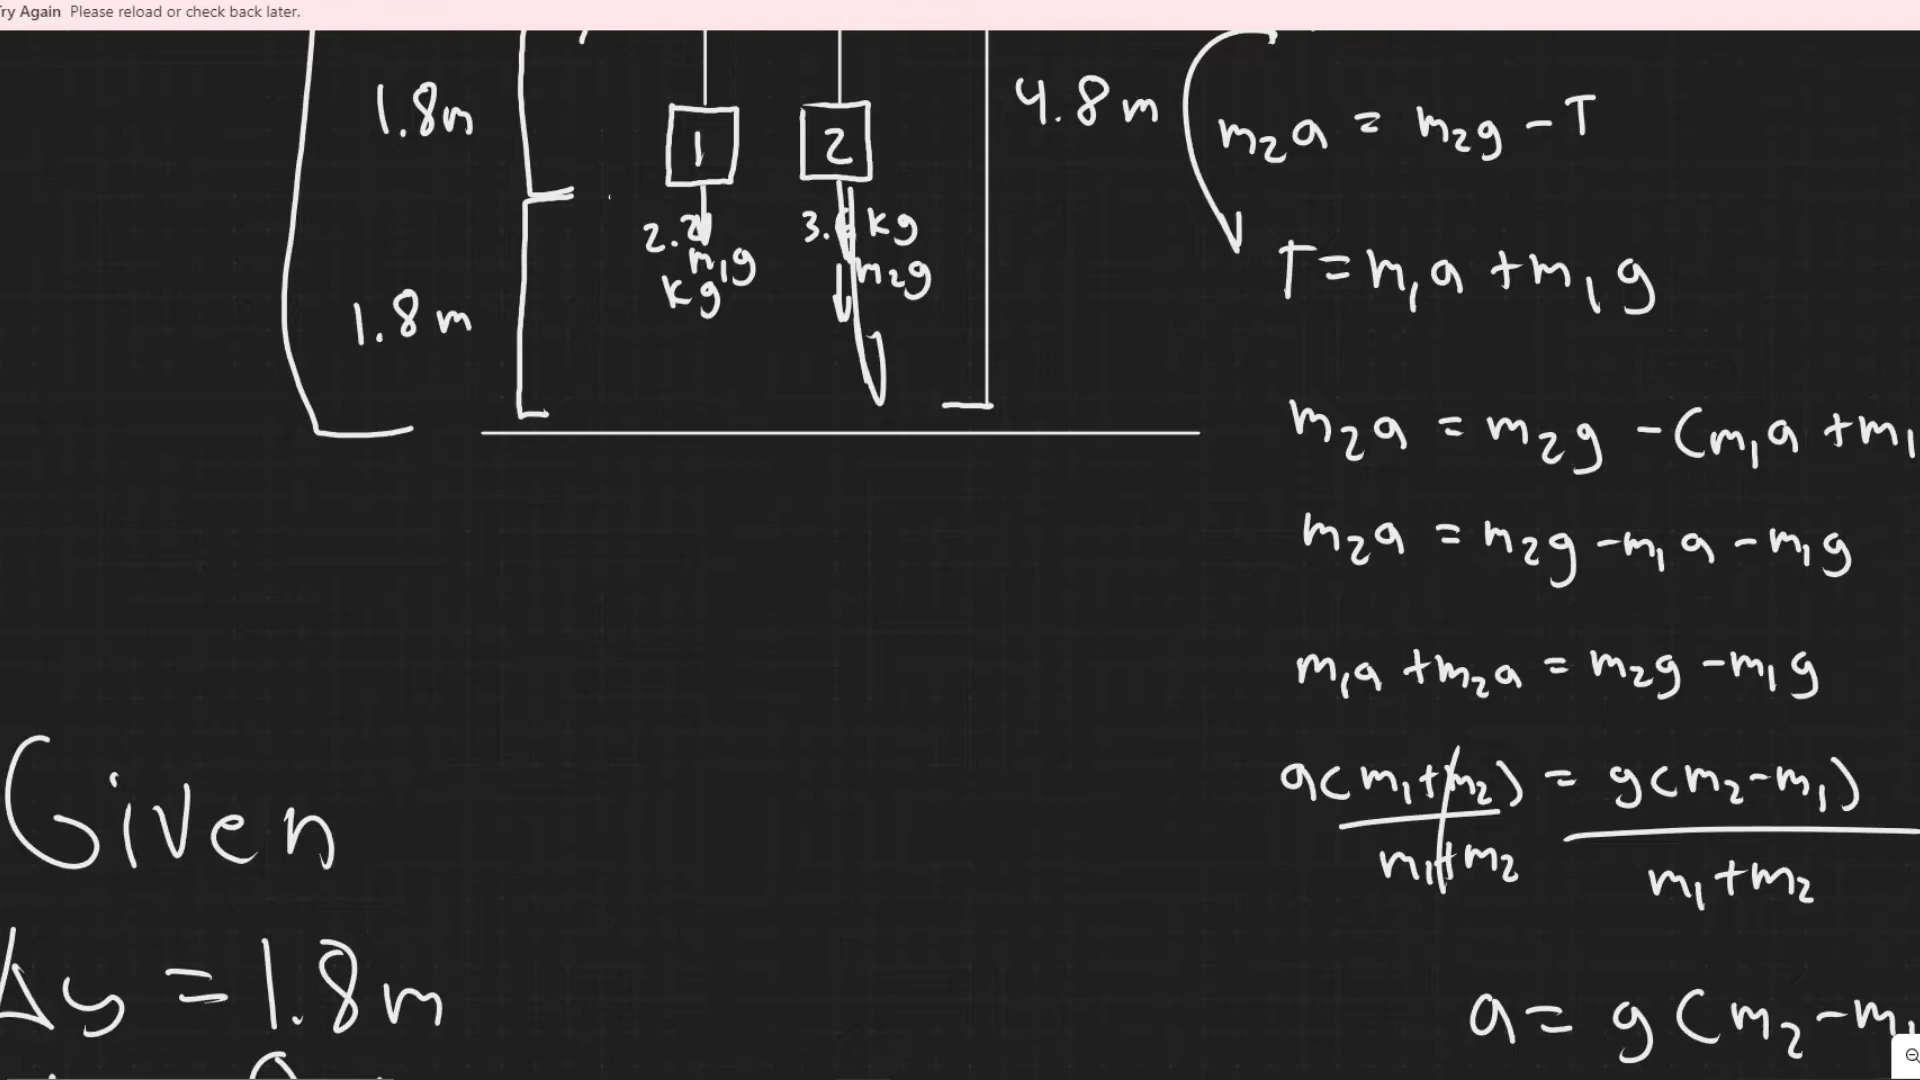 Try Again Please reload or check back later.
1.8m
1
2
4.8m
m₂a = m₂g - T
2.2
kg
m₁g
3. kg
m₂g
T = m₁a + m₁g
1.8m
m₂a = m₂g - (m₁a + m₁
m₂a = m₂g - m₁a - m₁g
m₁a + m₂a = m₂g - m₁g
a(m₁+m₂) = g(m₂-m₁)
m₁+m₂ m₁+m₂
Given
Δy = 1.8m
a = g(m₂-m₁